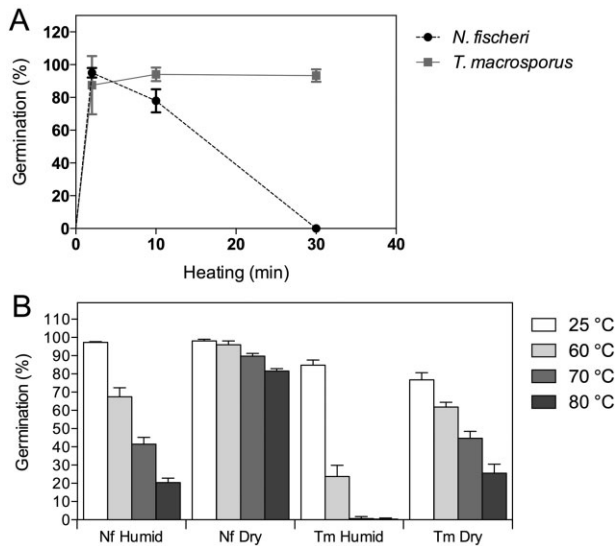 A
N. fischeri
T. macrosporus
Germination (%)
120
100
80
60
40
20
0
0 10 20 30 40
Heating (min)
B
25 °C
60 °C
70 °C
80 °C
Germination (%)
110
100
90
80
70
60
50
40
30
20
10
0
Nf Humid Nf Dry Tm Humid Tm Dry